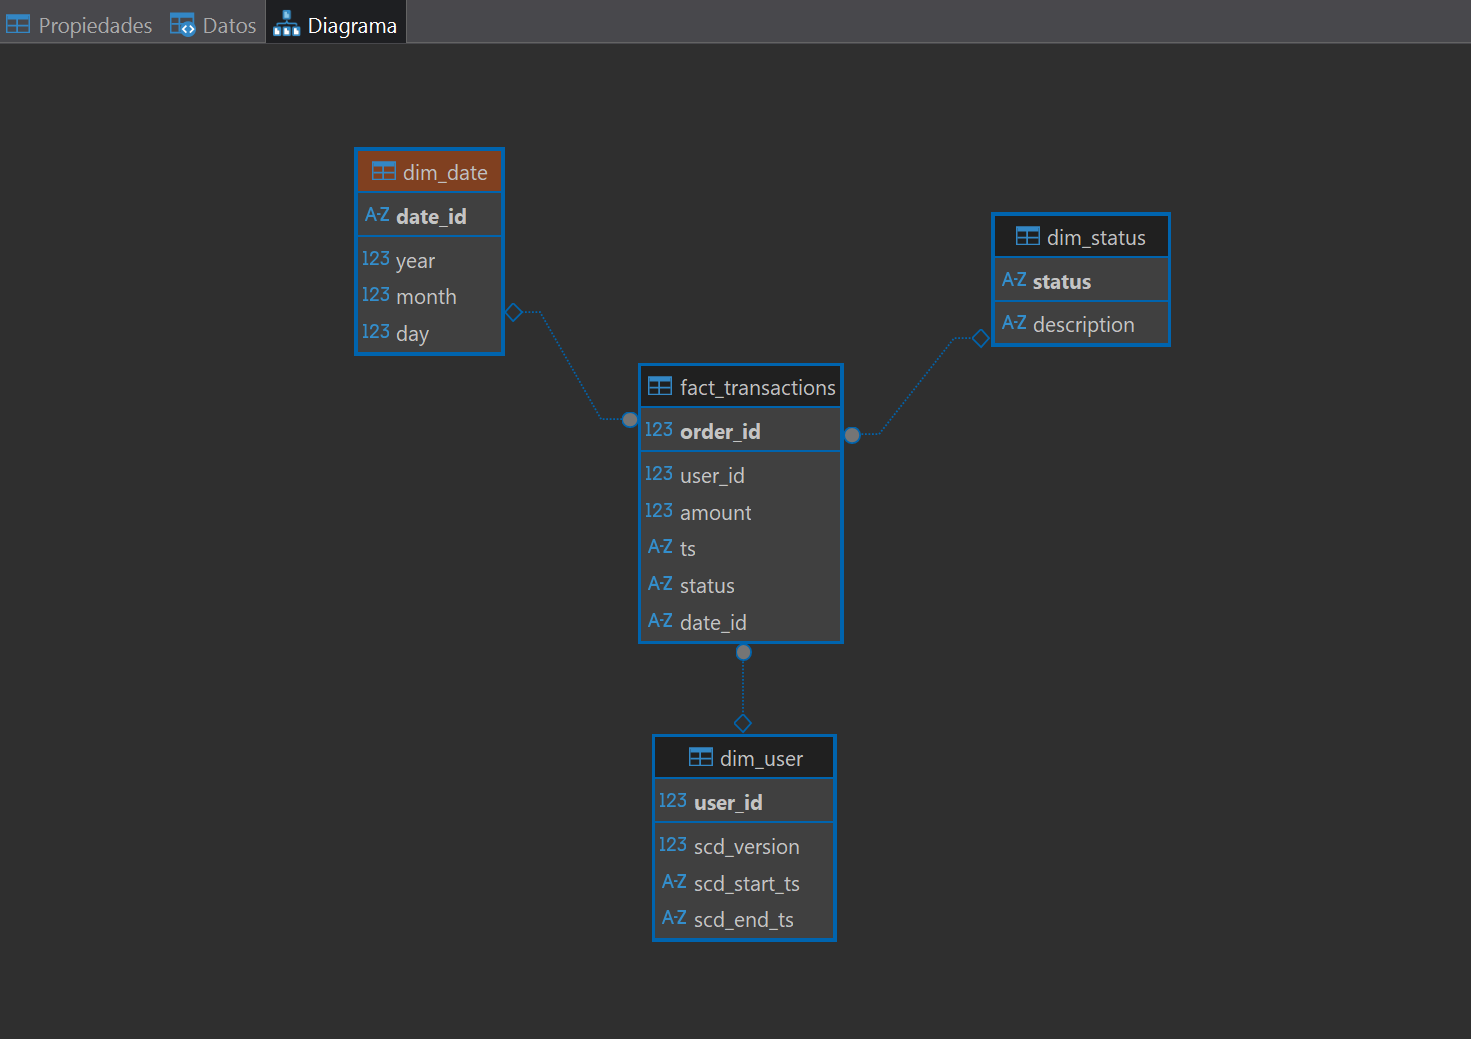 Propiedades Datos Diagrama
dim_date
A-Z date_id
123 year
123 month
123 day
dim_status
A-Z status
A-Z description
fact_transactions
123 order_id
123 user_id
123 amount
A-Z ts
A-Z status
A-Z date_id
dim_user
123 user_id
123 scd_version
A-Z scd_start_ts
A-Z scd_end_ts